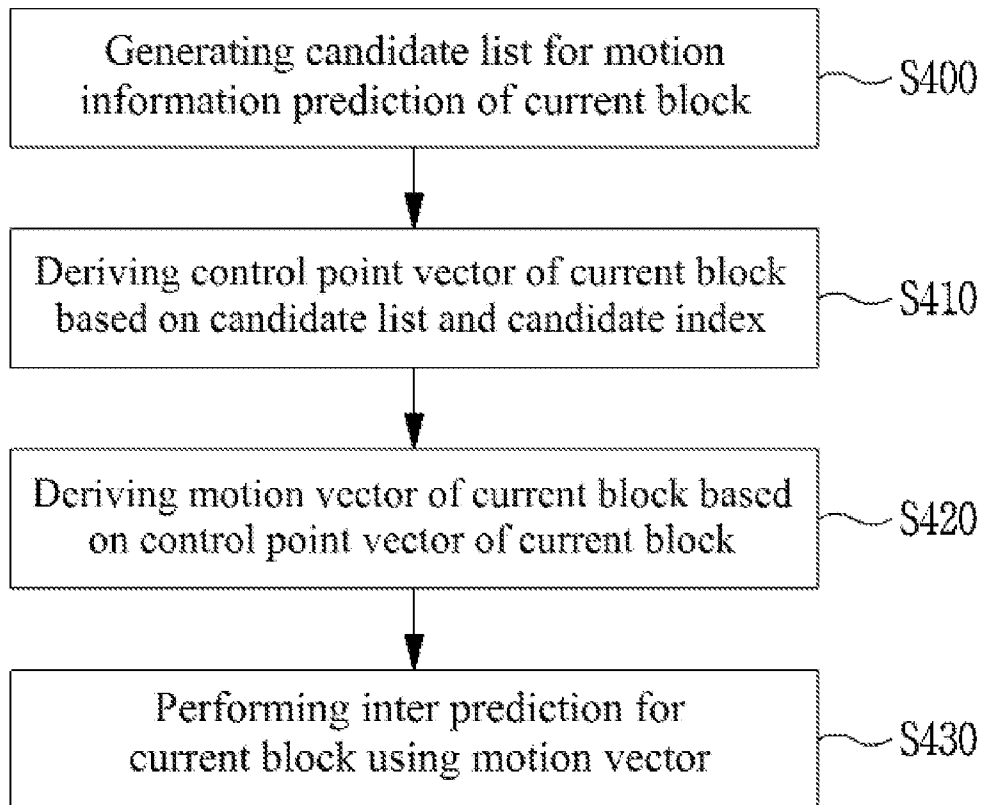 Generating candidate list for motion
information prediction of current block
S400
Deriving control point vector of current block
based on candidate list and candidate index
S410
Deriving motion vector of current block based
on control point vector of current block
S420
Performing inter prediction for
current block using motion vector
S430